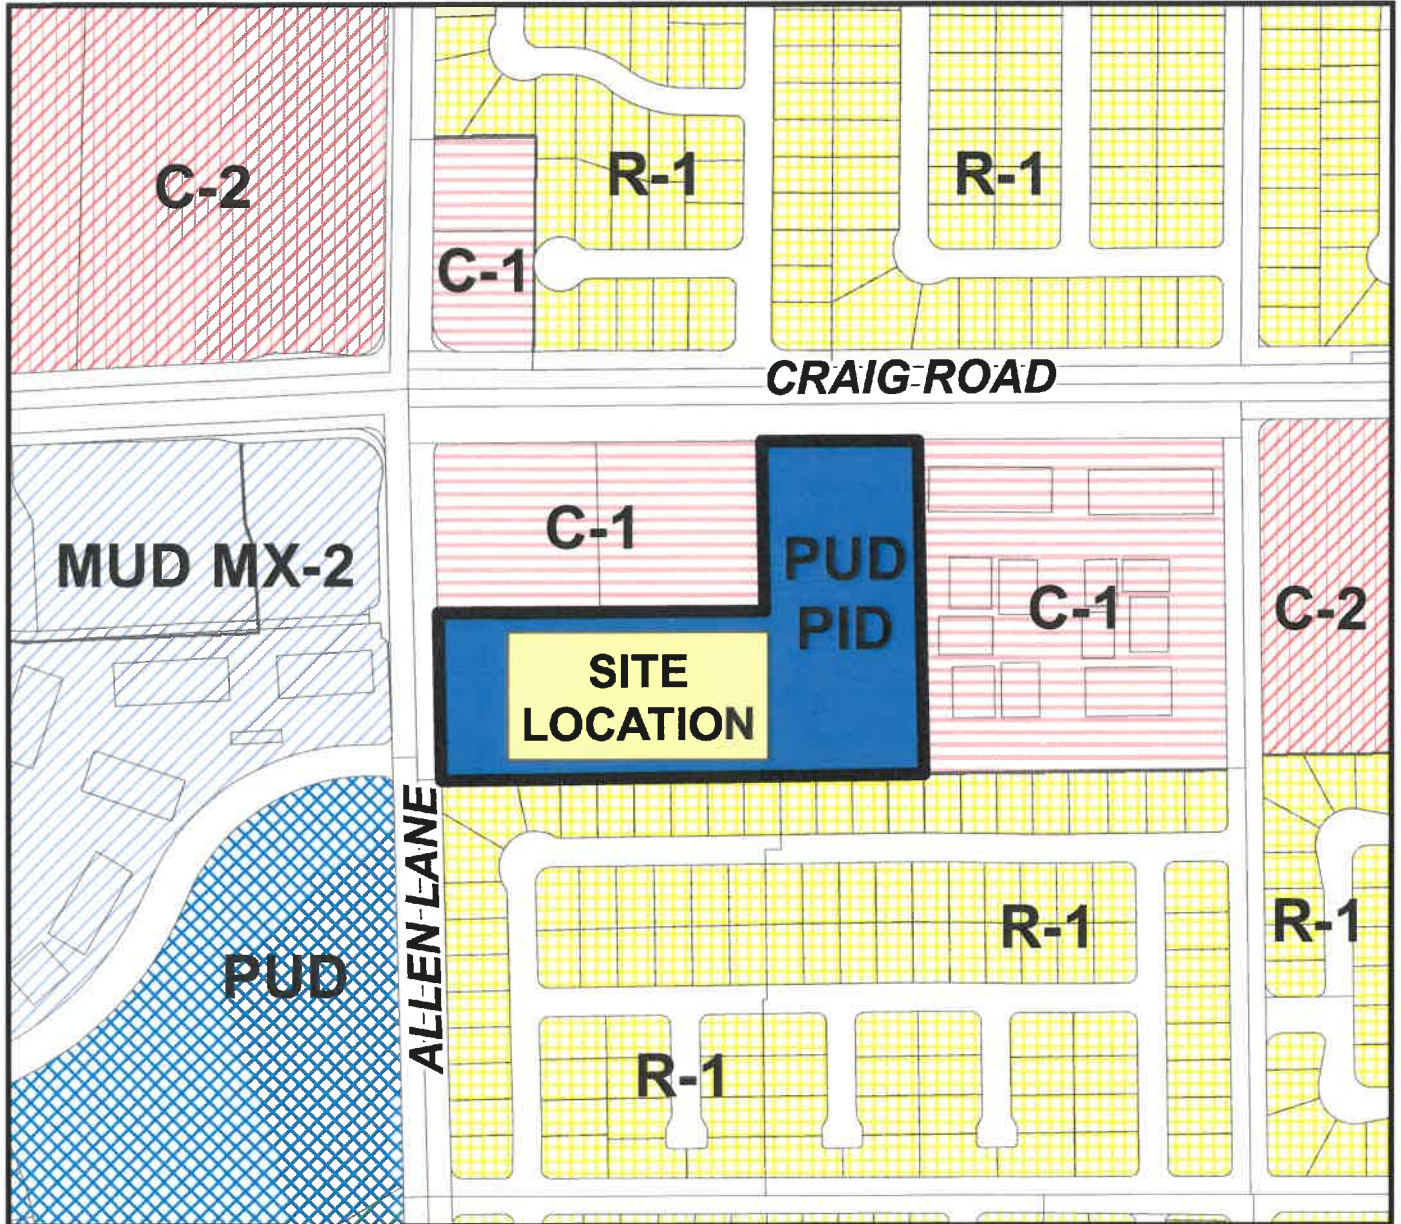 R-1
R-1
C-2
C-1
CRAIG ROAD
C-1
PUD
PID
MUD MX-2
C-1
C-2
SITE
LOCATION
ALLEN LANE
R-1
R-1
PUD
R-1